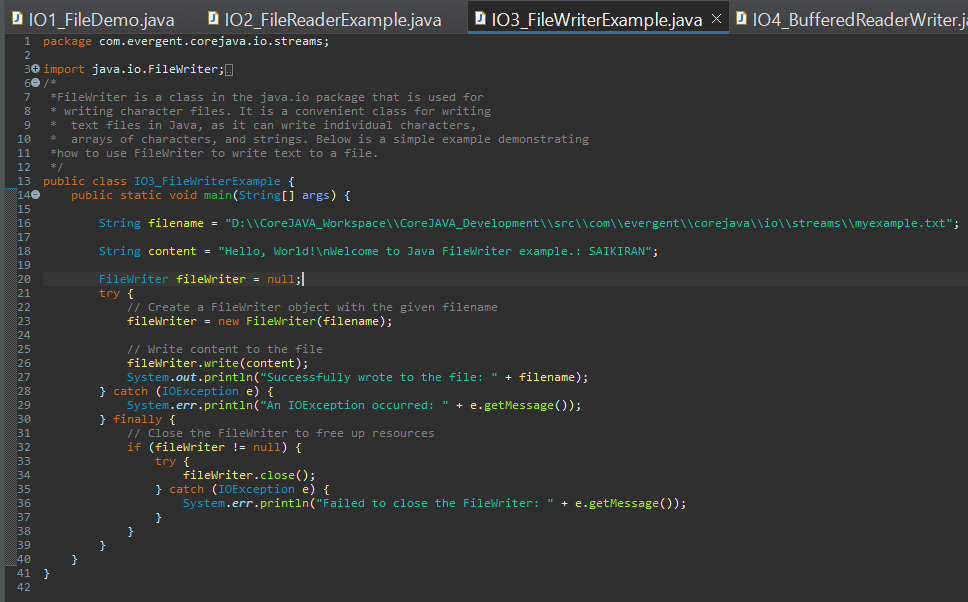 IO1_FileDemo.java IO2_FileReaderExample.java IO3_FileWriterExample.java × IO4_BufferedReaderWriter.ja
1 package com.evergent.corejava.io.streams;
2
3 import java.io.FileWriter;
6 /*
7 *FileWriter is a class in the java.io package that is used for
8 * writing character files. It is a convenient class for writing
9 *  text files in Java, as it can write individual characters,
10 *  arrays of characters, and strings. Below is a simple example demonstrating
11 *how to use FileWriter to write text to a file.
12 */
13 public class IO3_FileWriterExample {
14     public static void main(String[] args) {
15
16         String filename = "D:\\CoreJAVA_Workspace\\CoreJAVA_Development\\src\\com\\evergent\\corejava\\io\\streams\\myexample.txt";
17
18         String content = "Hello, World!\nWelcome to Java FileWriter example.: SAIKIRAN";
19
20         FileWriter fileWriter = null;
21         try {
22             // Create a FileWriter object with the given filename
23             fileWriter = new FileWriter(filename);
24
25             // Write content to the file
26             fileWriter.write(content);
27             System.out.println("Successfully wrote to the file: " + filename);
28         } catch (IOException e) {
29             System.err.println("An IOException occurred: " + e.getMessage());
30         } finally {
31             // Close the FileWriter to free up resources
32             if (fileWriter != null) {
33                 try {
34                     fileWriter.close();
35                 } catch (IOException e) {
36                     System.err.println("Failed to close the FileWriter: " + e.getMessage());
37                 }
38             }
39         }
40     }
41 }
42